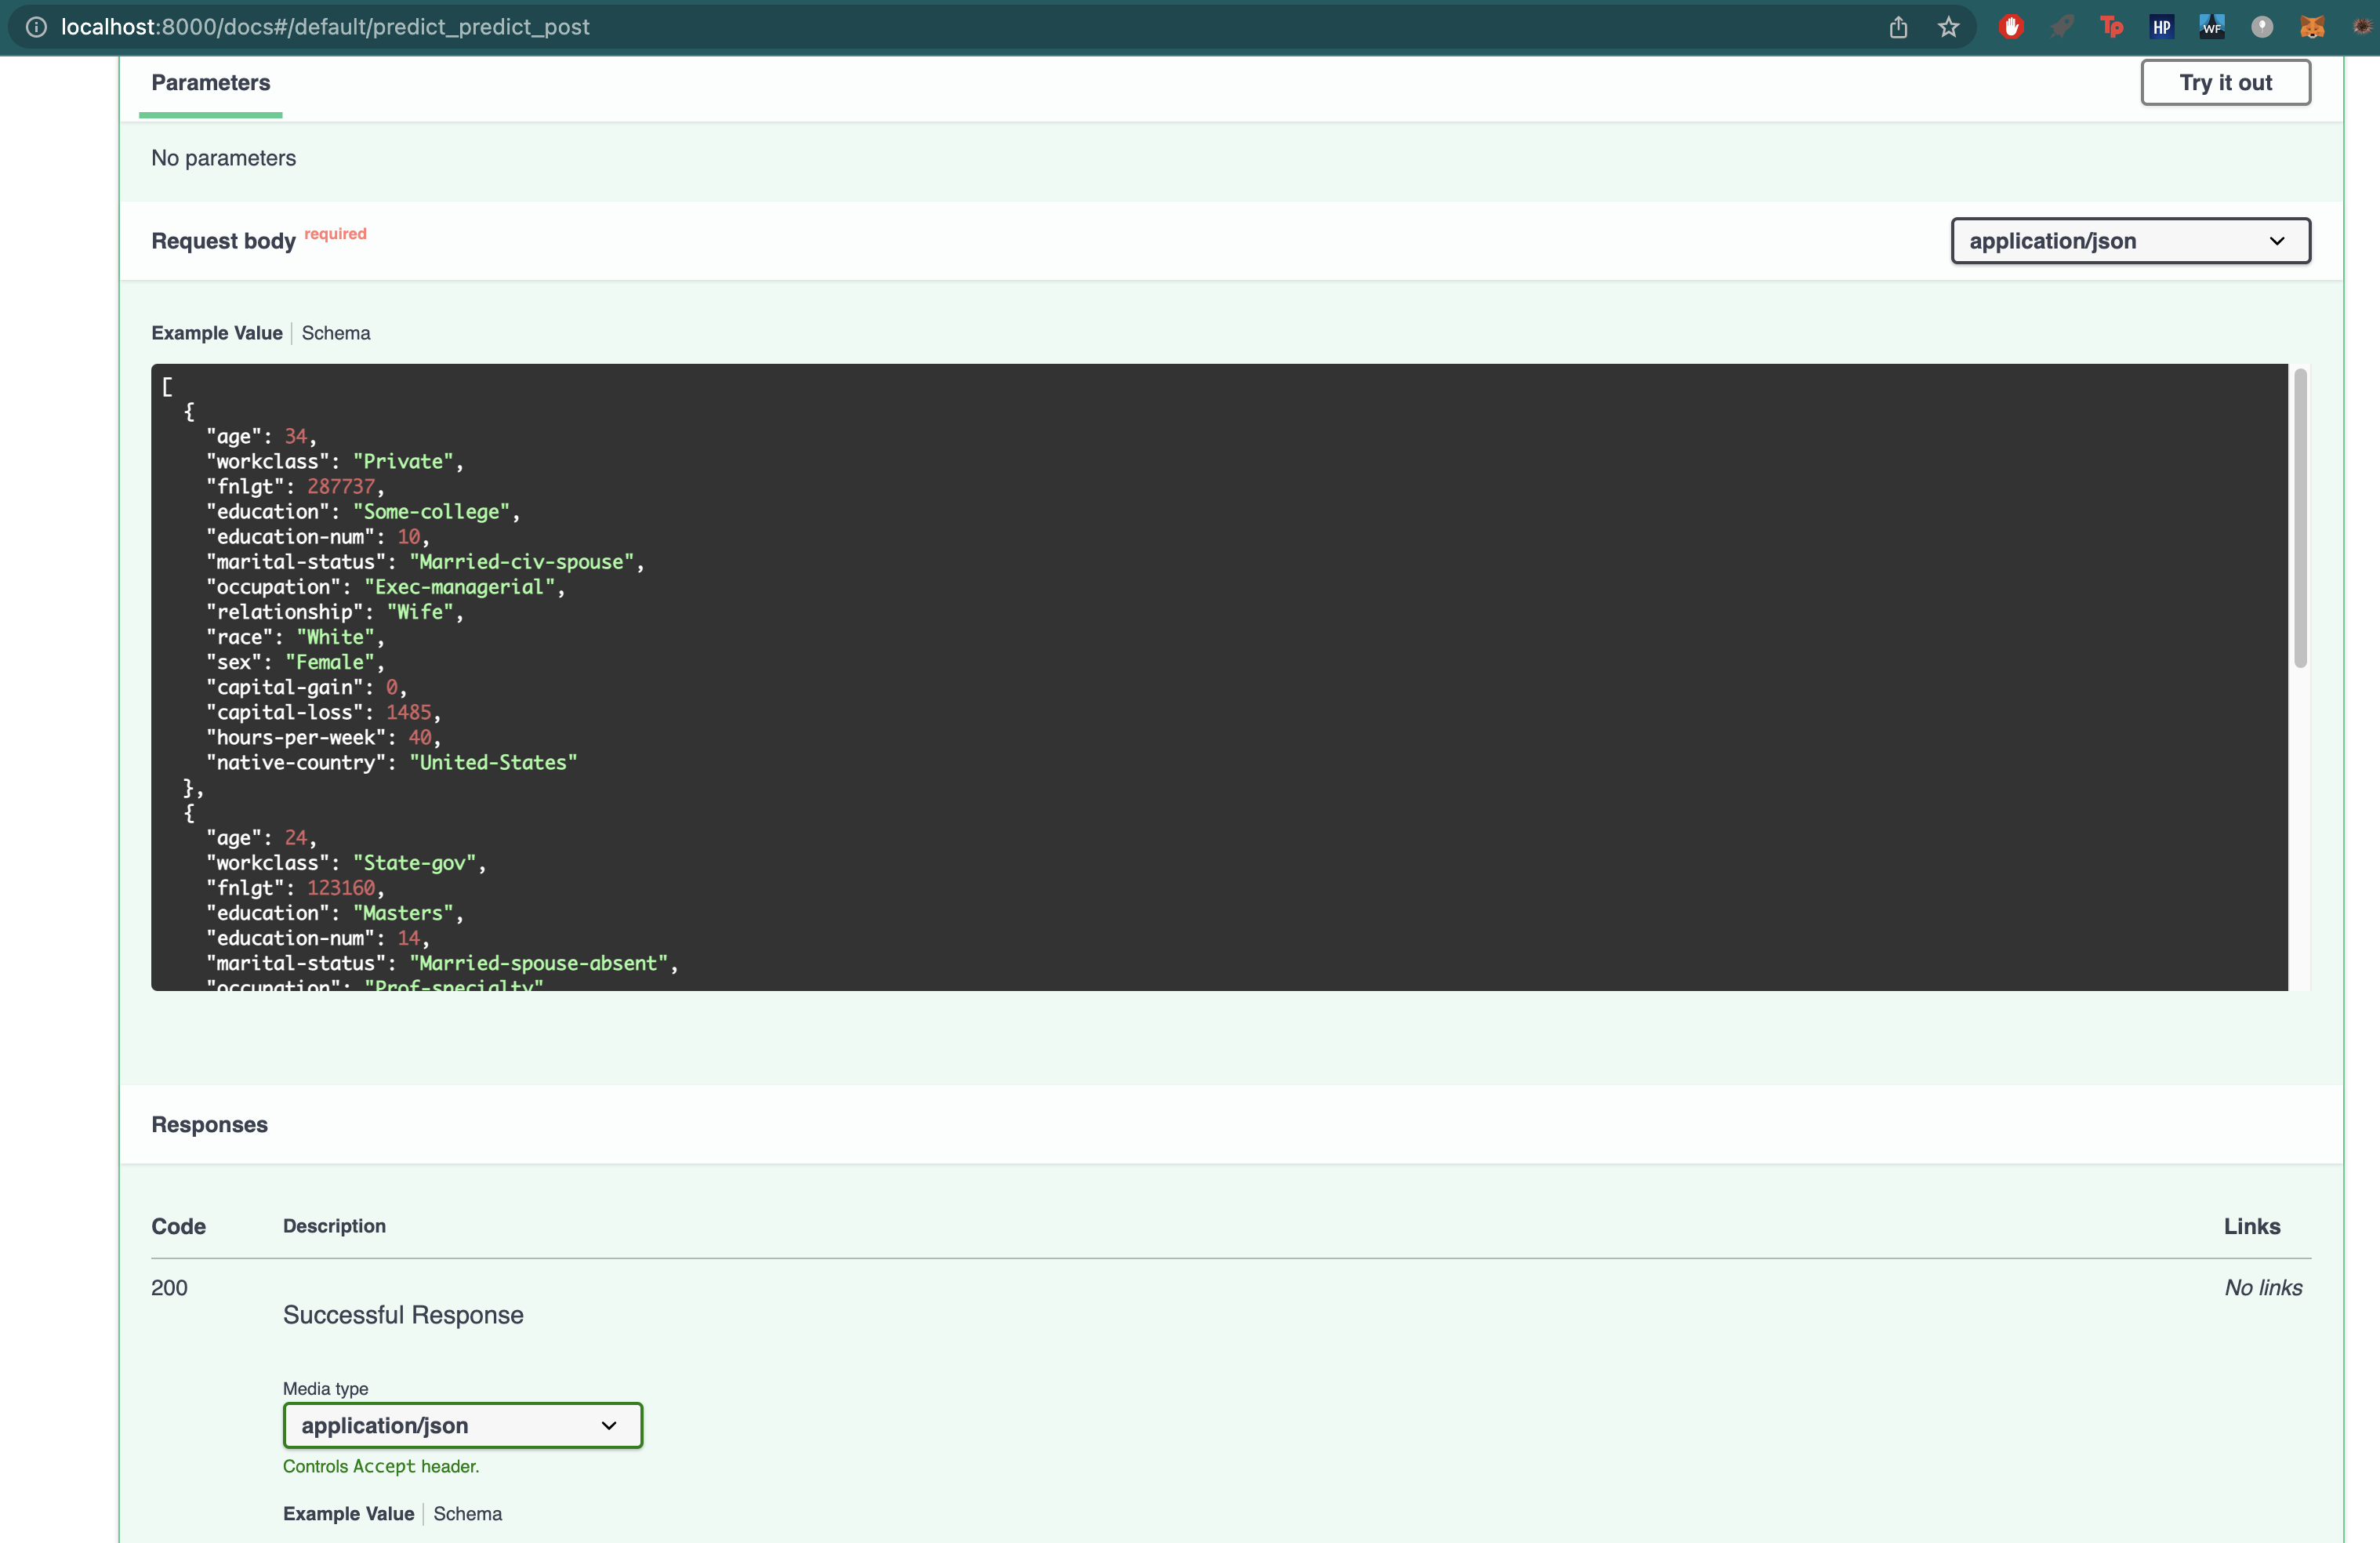 localhost:8000/docs#/default/predict_predict_post
Tp
HP
WF
Parameters
Try it out
No parameters
Request body required
application/json
Example Value
Schema
[
  {
    "age": 34,
    "workclass": "Private",
    "fnlgt": 287737,
    "education": "Some-college",
    "education-num": 10,
    "marital-status": "Married-civ-spouse",
    "occupation": "Exec-managerial",
    "relationship": "Wife",
    "race": "White",
    "sex": "Female",
    "capital-gain": 0,
    "capital-loss": 1485,
    "hours-per-week": 40,
    "native-country": "United-States"
  },
  {
    "age": 24,
    "workclass": "State-gov",
    "fnlgt": 123160,
    "education": "Masters",
    "education-num": 14,
    "marital-status": "Married-spouse-absent",
    "occupation": "Prof-specialty"
Responses
Code
Description
Links
200
No links
Successful Response
Media type
application/json
Controls Accept header.
Example Value
Schema